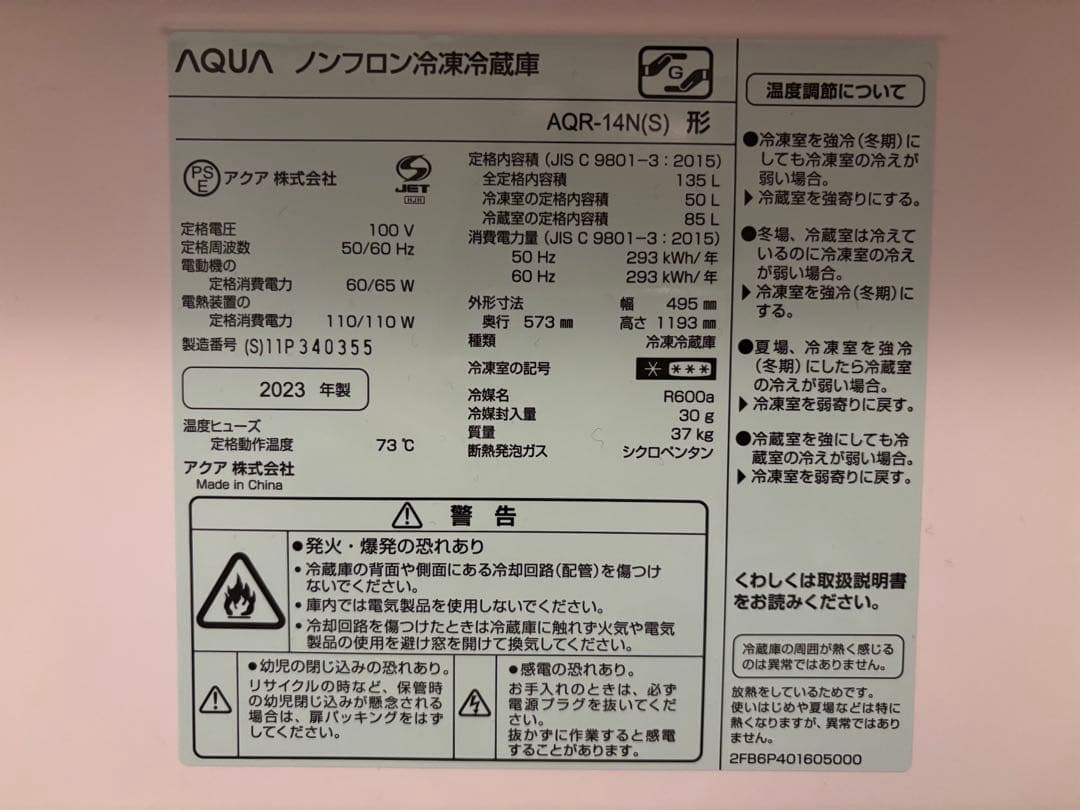 AQUA ノンフロン冷凍冷蔵庫
G
AQR-14N(S) 形
PS
E
アクア 株式会社
S
JET
HJH
定格電圧 100 V
定格周波数 50/60 Hz
電動機の
定格消費電力 60/65 W
電熱装置の
定格消費電力 110/110 W
製造番号 (S)11P340355
2023 年製
温度ヒューズ
定格動作温度 73 ℃
アクア 株式会社
Made in China
定格内容積 (JIS C 9801-3：2015)
全定格内容積 135 L
冷凍室の定格内容積 50 L
冷蔵室の定格内容積 85 L
消費電力量 (JIS C 9801-3：2015)
50 Hz 293 kWh/年
60 Hz 293 kWh/年
外形寸法 幅 495 ㎜
奥行 573 ㎜ 高さ 1193 ㎜
種類 冷凍冷蔵庫
冷凍室の記号 * ***
冷媒名 R600a
冷媒封入量 30 g
質量 37 kg
断熱発泡ガス シクロペンタン
⚠ 警告
●発火・爆発の恐れあり
・冷蔵庫の背面や側面にある冷却回路(配管)を傷つけ
ないでください。
・庫内では電気製品を使用しないでください。
・冷却回路を傷つけたときは冷蔵庫に触れず火気や電気
製品の使用を避け窓を開けて換気してください。
●幼児の閉じ込みの恐れあり。
リサイクルの時など、保管時
の幼児閉じ込みが懸念される
場合は、扉パッキングをはず
してください。
●感電の恐れあり。
お手入れのときは、必ず
電源プラグを抜いてくだ
さい。
抜かずに作業すると感電
することがあります。
温度調節について
●冷凍室を強冷(冬期)に
しても冷凍室の冷えが
弱い場合。
▶冷蔵室を強寄りにする。
●冬場、冷蔵室は冷えて
いるのに冷凍室の冷え
が弱い場合。
▶冷凍室を強冷(冬期)に
する。
●夏場、冷凍室を強冷
(冬期)にしたら冷蔵室
の冷えが弱い場合。
▶冷凍室を弱寄りに戻す。
●冷蔵室を強にしても冷
蔵室の冷えが弱い場合。
▶冷凍室を弱寄りに戻す。
くわしくは取扱説明書
をお読みください。
冷蔵庫の周囲が熱く感じる
のは異常ではありません。
放熱をしているためです。
使いはじめや夏場などは特に
熱くなりますが、異常ではあり
ません。
2FB6P401605000